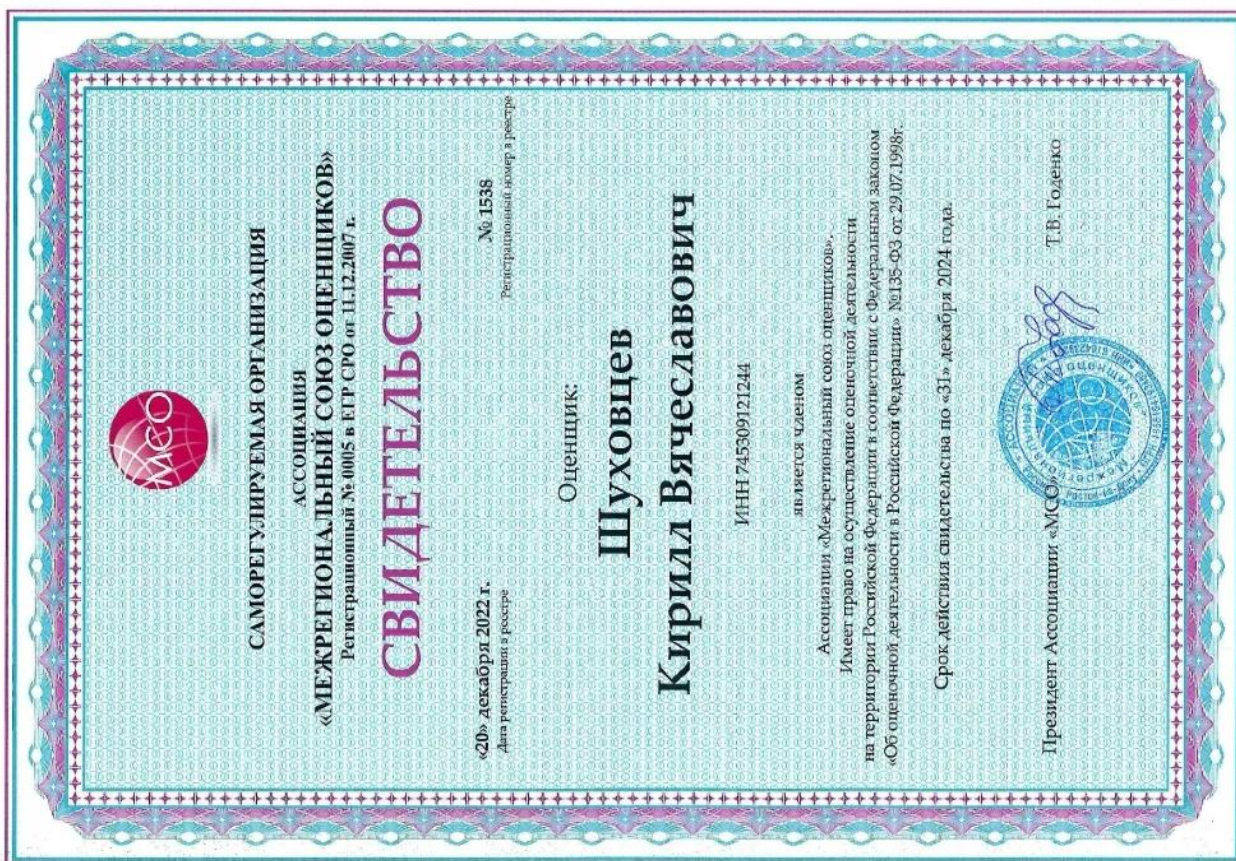 МСО
САМОРЕГУЛИРУЕМАЯ ОРГАНИЗАЦИЯ
АССОЦИАЦИЯ
«МЕЖРЕГИОНАЛЬНЫЙ СОЮЗ ОЦЕНЩИКОВ»
Регистрационный № 0005 в ЕГР СРО от 11.12.2007 г.
СВИДЕТЕЛЬСТВО
«20» декабря 2022 г. № 1538
Дата регистрации в реестре Регистрационный номер в реестре
Оценщик:
Шуховцев
Кирилл Вячеславович
ИНН 745309121244
является членом
Ассоциации «Межрегиональный союз оценщиков».
Имеет право на осуществление оценочной деятельности
на территории Российской Федерации в соответствии с Федеральным законом
«Об оценочной деятельности в Российской Федерации» №135-ФЗ от 29.07.1998г.
Срок действия свидетельства по «31» декабря 2024 года.
Президент Ассоциации «МСО» Т.В. Годенко